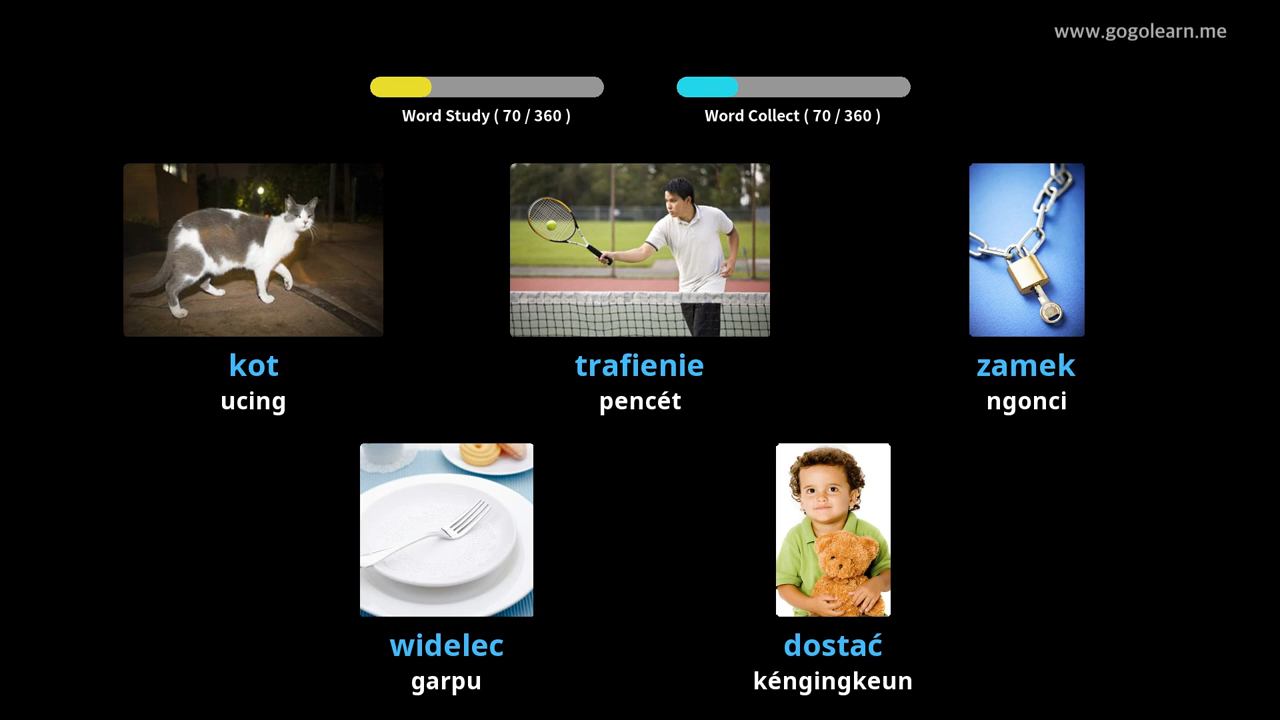 www.gogolearn.me
Word Study ( 70 / 360 )
Word Collect ( 70 / 360 )
kot
ucing
trafienie
pencét
zamek
ngonci
widelec
garpu
dostać
kéngingkeun